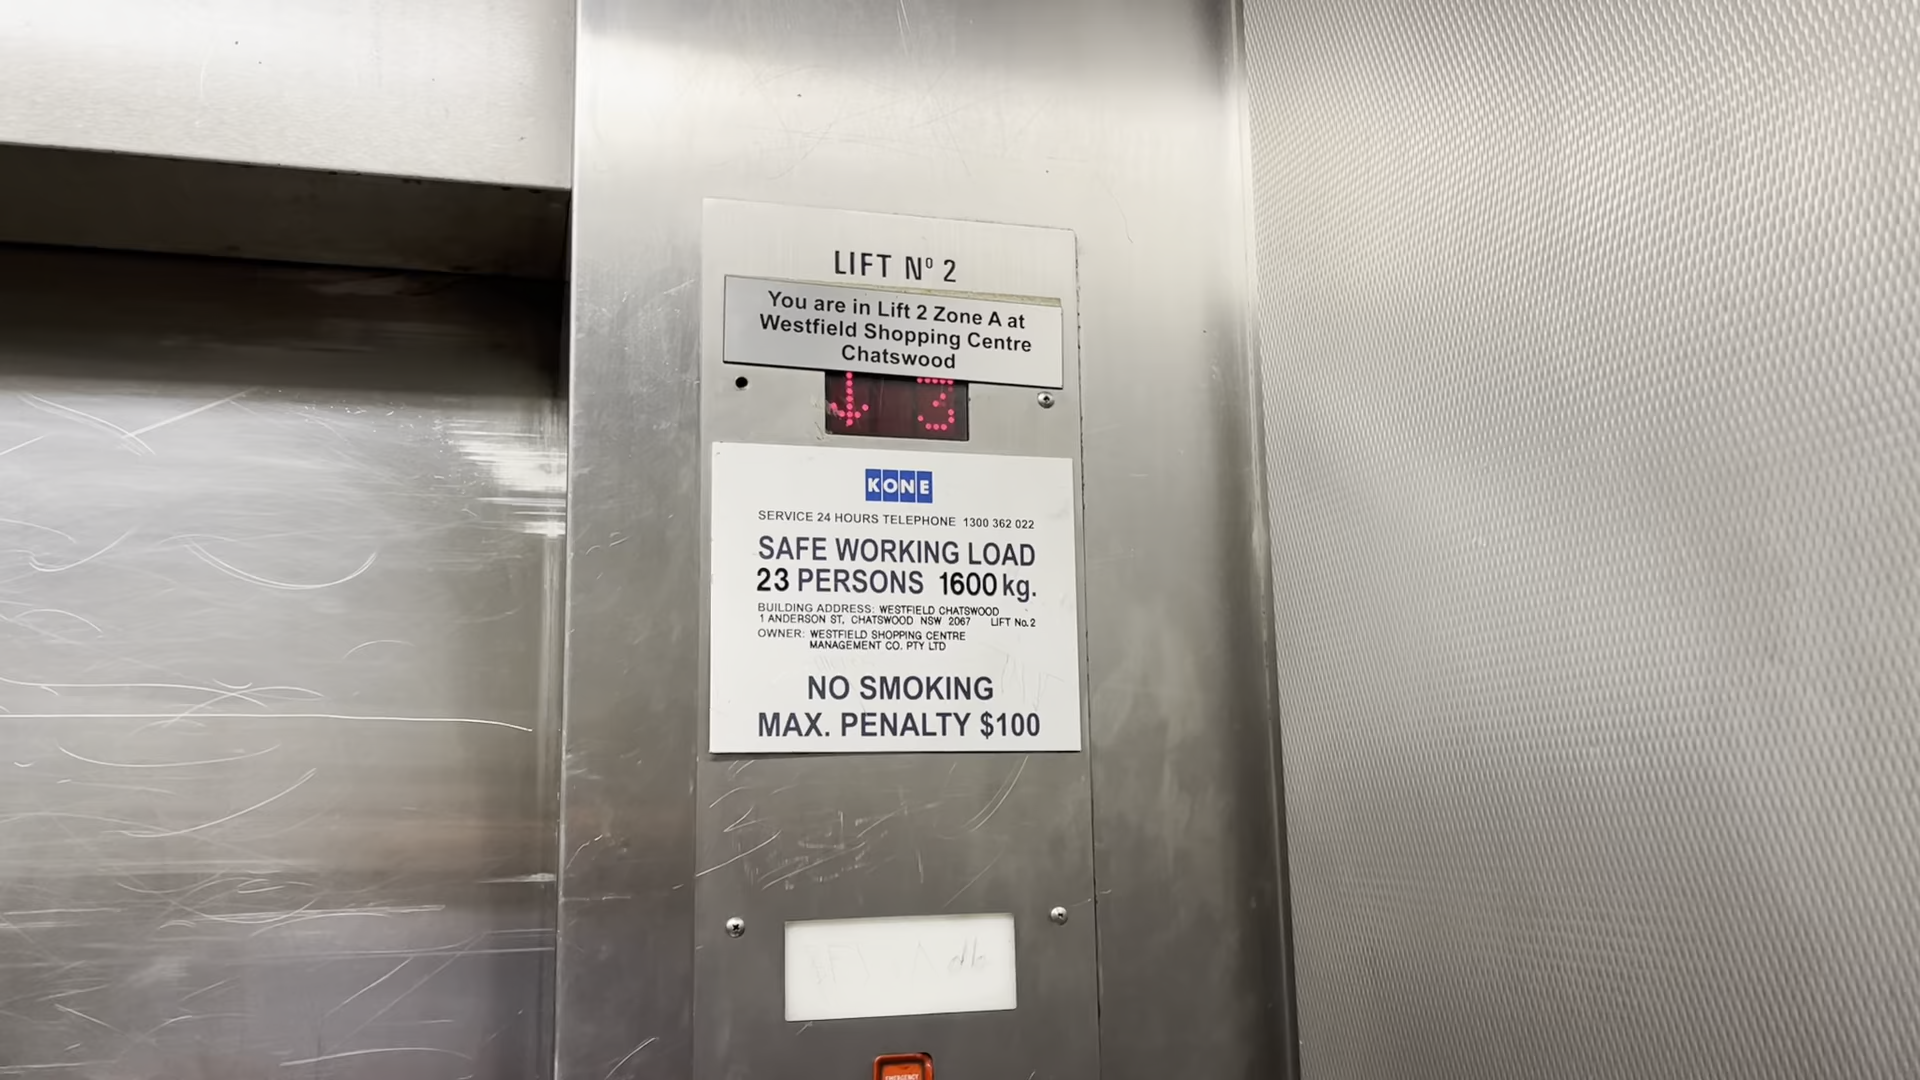 LIFT Nº 2
You are in Lift 2 Zone A at
Westfield Shopping Centre
Chatswood
↓ 3
KONE
SERVICE 24 HOURS TELEPHONE 1300 362 022
SAFE WORKING LOAD
23 PERSONS 1600 kg.
BUILDING ADDRESS: WESTFIELD CHATSWOOD
1 ANDERSON ST, CHATSWOOD NSW 2067 LIFT No. 2
OWNER: WESTFIELD SHOPPING CENTRE
MANAGEMENT CO. PTY LTD
NO SMOKING
MAX. PENALTY $100
EMERGENCY